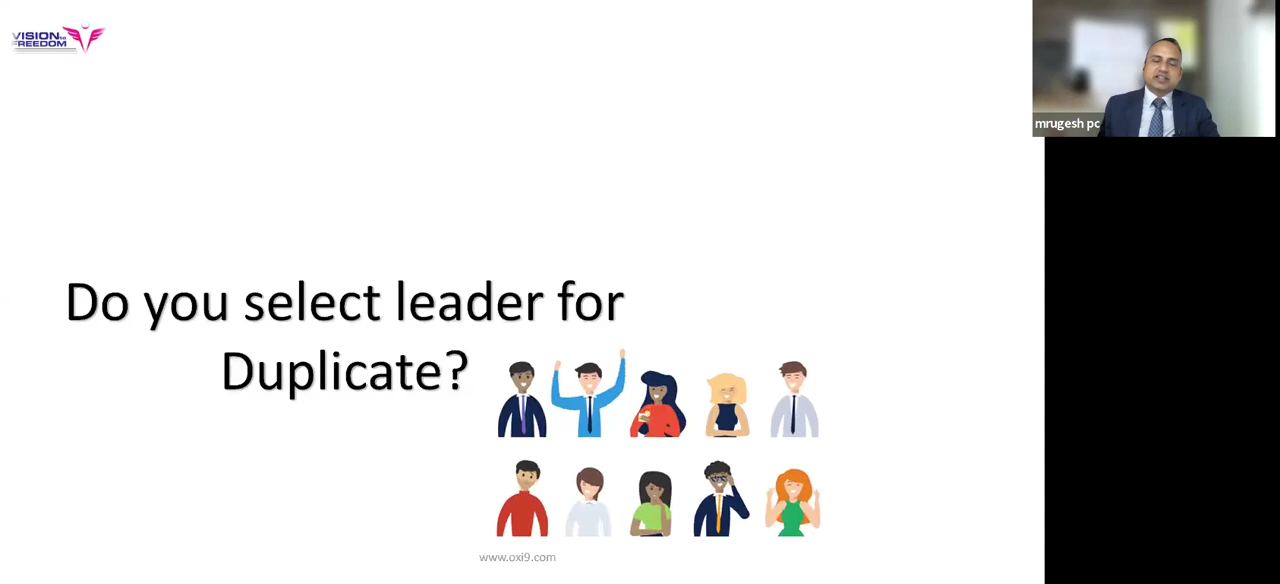 VISION to
FREEDOM
mrugesh pc
Do you select leader for
Duplicate?
www.oxi9.com